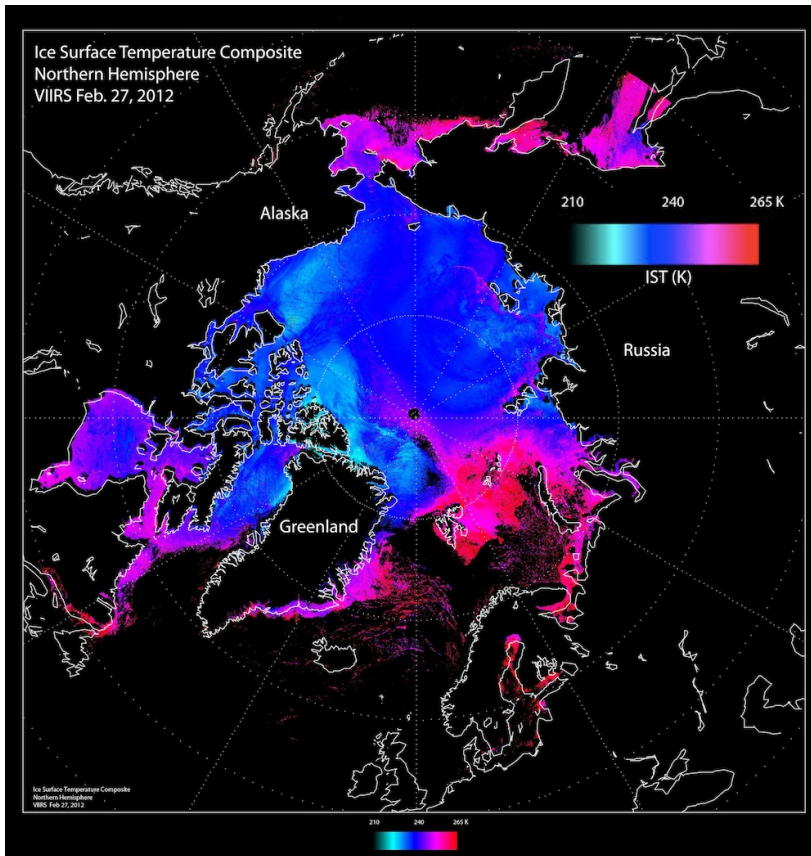 Ice Surface Temperature Composite
Northern Hemisphere
VIIRS Feb. 27, 2012
Alaska
210 240 265 K
IST (K)
Russia
Greenland
Ice Surface Temperature Composite
Northern Hemisphere
VIIRS Feb 27, 2012
210 240 265 K